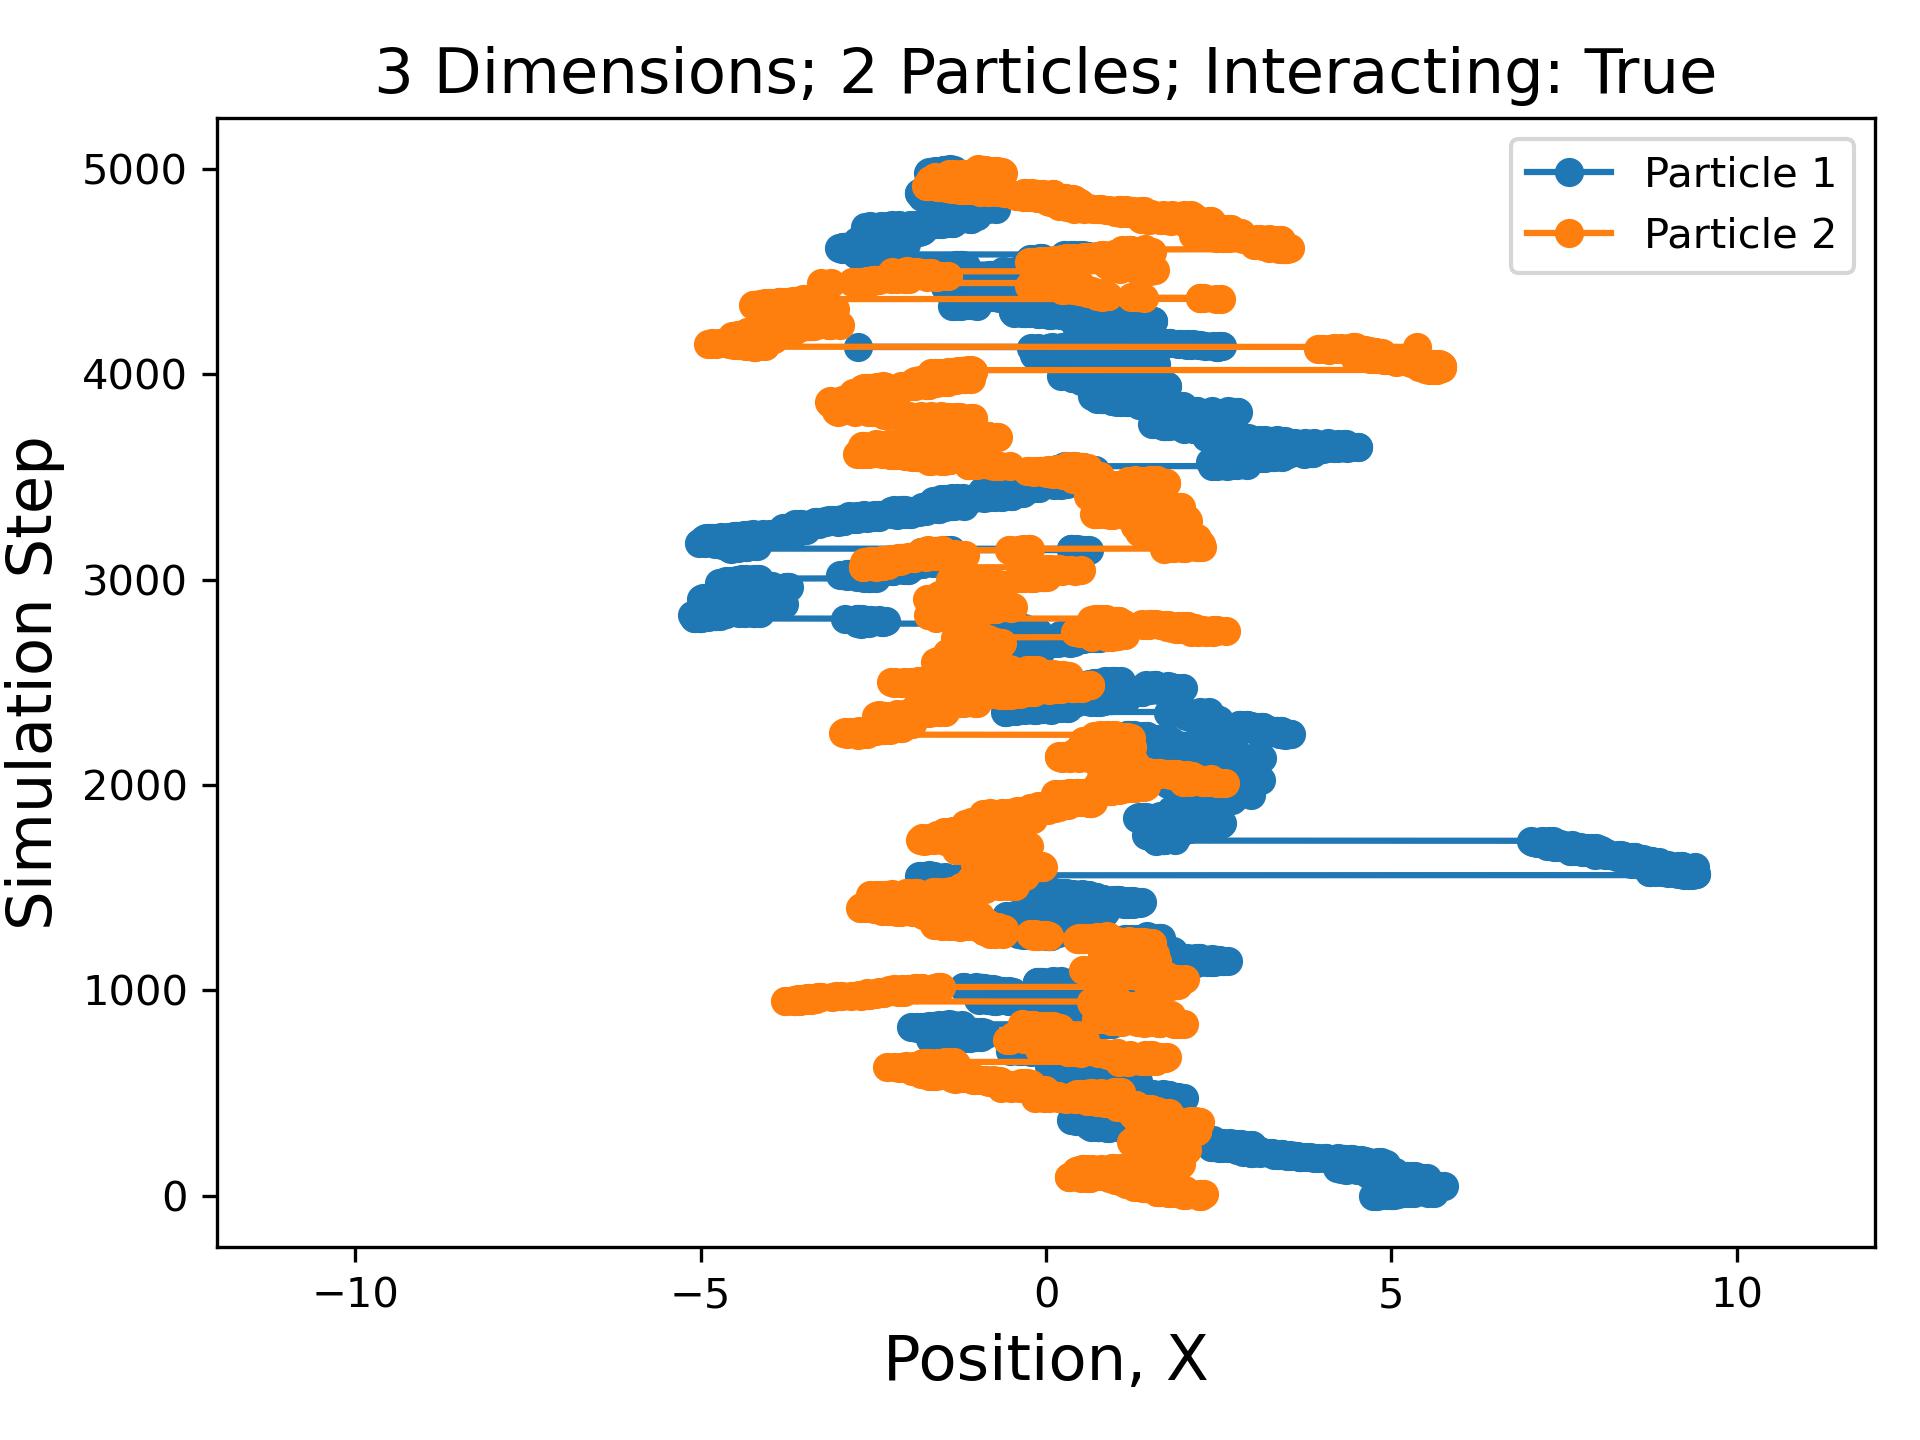 3 Dimensions; 2 Particles; Interacting: True
Particle 1
Particle 2
Simulation Step
5000
4000
3000
2000
1000
0
−10
−5
0
5
10
Position, X